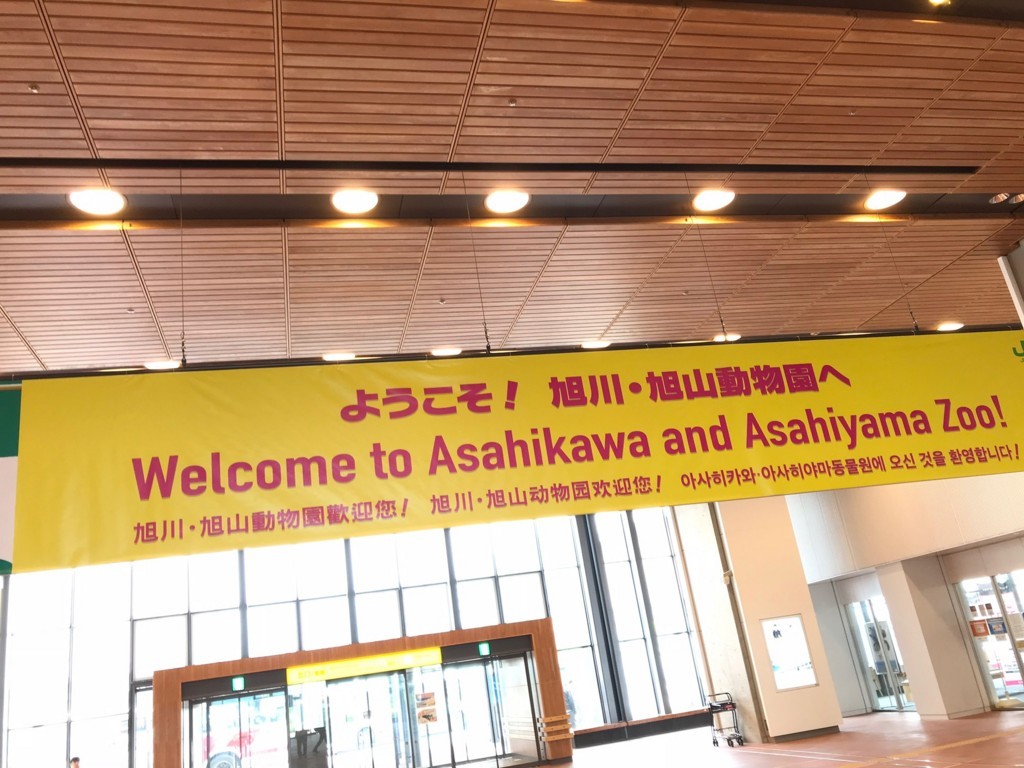 ようこそ！ 旭川・旭山動物園へ
Welcome to Asahikawa and Asahiyama Zoo!
旭川・旭山動物園歡迎您！ 旭川・旭山动物园欢迎您！ 아사히카와·아사히야마동물원에 오신 것을 환영합니다!